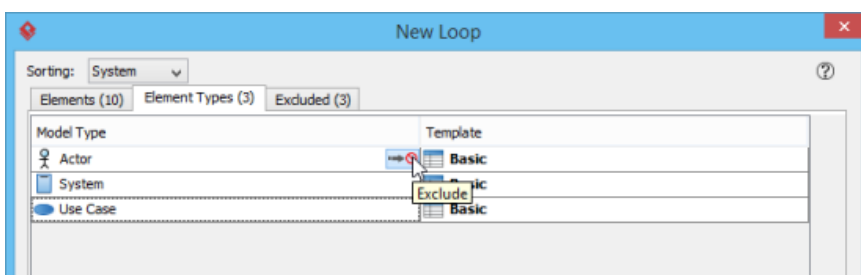 New Loop
Sorting: System
Elements (10) Element Types (3) Excluded (3)
Model Type Template
Actor Basic
System
Exclude
Use Case Basic